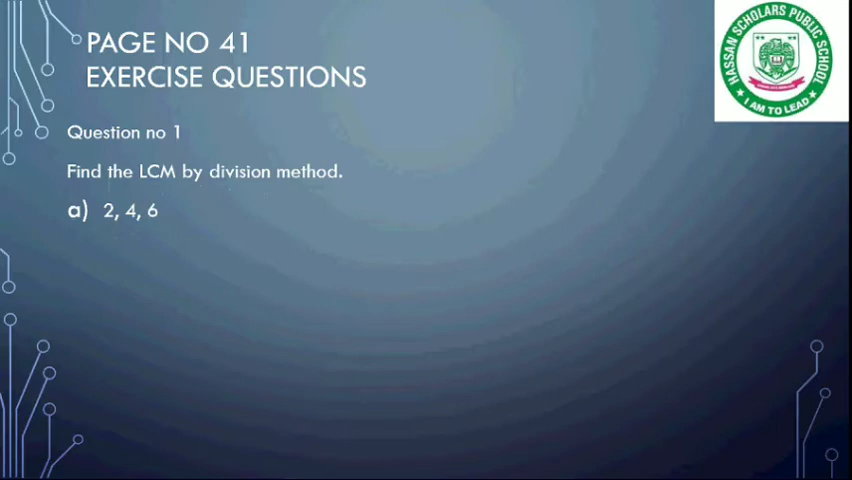 PAGE NO 41
EXERCISE QUESTIONS
HASSAN SCHOLARS PUBLIC SCHOOL
I AM TO LEAD
Question no 1
Find the LCM by division method.
a) 2, 4, 6